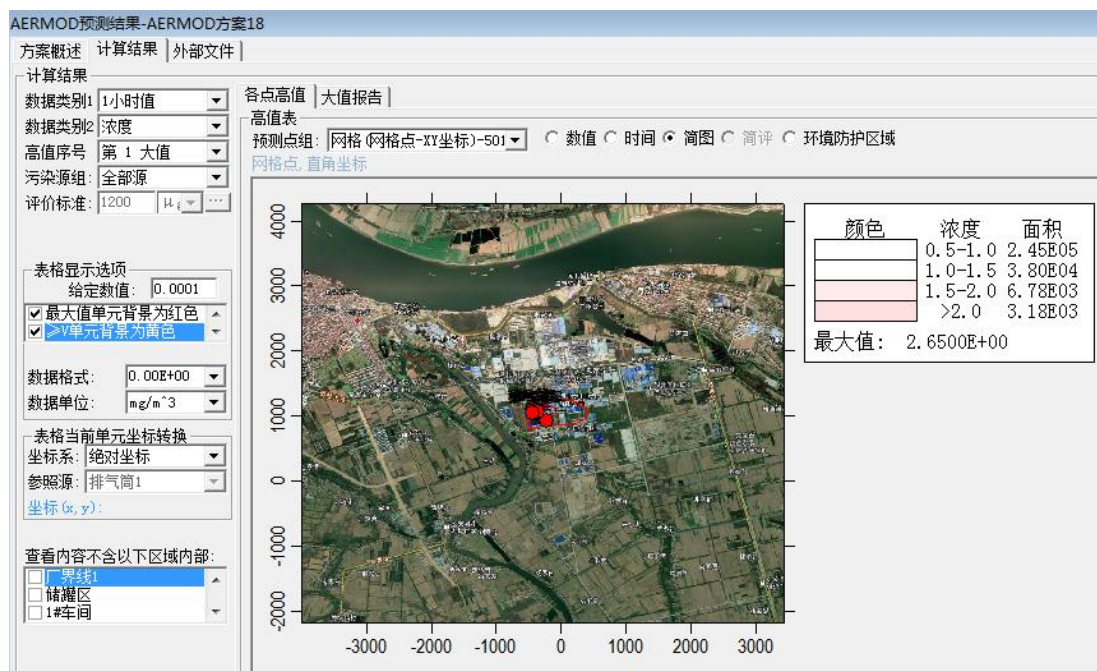 AERMOD预测结果-AERMOD方案18
方案概述 计算结果 外部文件
计算结果
数据类别1 1小时值
数据类别2 浓度
高值序号 第 1 大值
污染源组: 全部源
评价标准: 1200
表格显示选项
给定数值: 0.0001
最大值单元背景为红色
≥V单元背景为黄色
数据格式: 0.00E+00
数据单位: mg/m^3
表格当前单元坐标转换
坐标系: 绝对坐标
参照源: 排气筒1
坐标(x,y):
查看内容不含以下区域内部:
厂界线1
储罐区
1#车间
各点高值 大值报告
高值表
预测点组: 网格(网格点-XY坐标)-501 数值 时间 简图 简评 环境防护区域
网格点,直角坐标
4000
3000
2000
1000
0
-1000
-2000
-3000 -2000 -1000 0 1000 2000 3000
颜色 浓度 面积
0.5-1.0 2.45E05
1.0-1.5 3.80E04
1.5-2.0 6.78E03
>2.0 3.18E03
最大值: 2.6500E+00